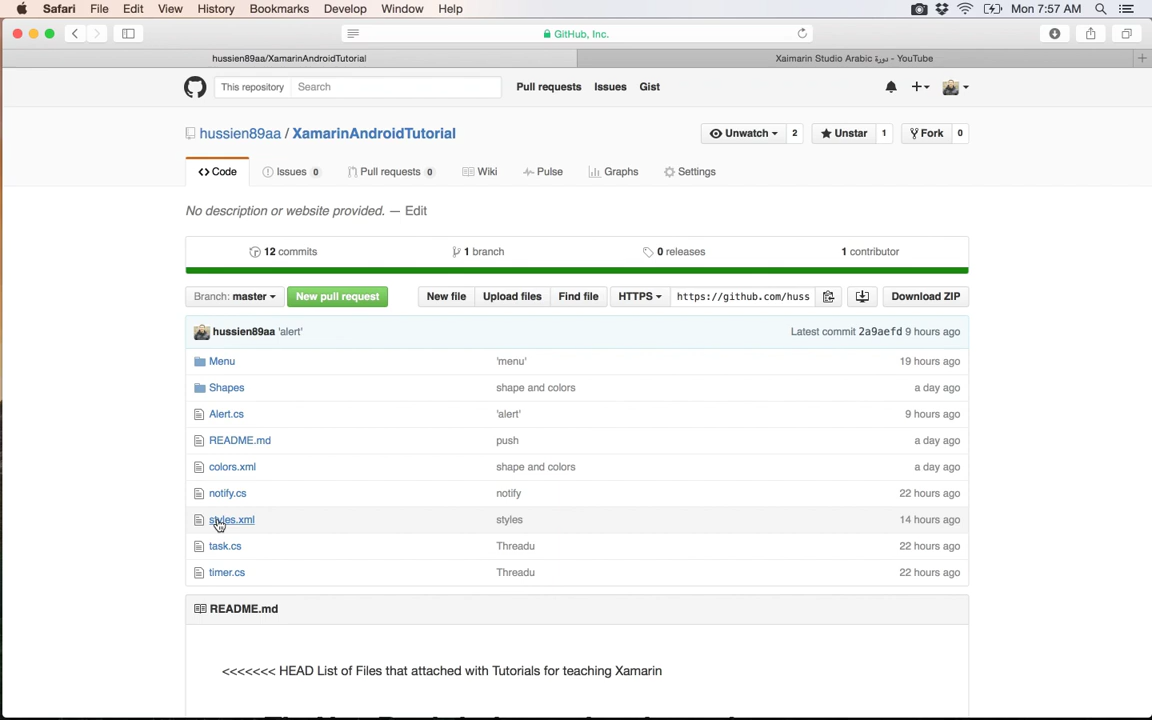 Safari File Edit View History Bookmarks Develop Window Help Mon 7:57 AM
GitHub, Inc.
hussien89aa/XamarinAndroidTutorial Xaimarin Studio Arabic دورة - YouTube
This repository Search Pull requests Issues Gist
hussien89aa / XamarinAndroidTutorial Unwatch 2 Unstar 1 Fork 0
Code Issues 0 Pull requests 0 Wiki Pulse Graphs Settings
No description or website provided. — Edit
12 commits 1 branch 0 releases 1 contributor
Branch: master New pull request New file Upload files Find file HTTPS https://github.com/huss Download ZIP
hussien89aa 'alert' Latest commit 2a9aefd 9 hours ago
Menu 'menu' 19 hours ago
Shapes shape and colors a day ago
Alert.cs 'alert' 9 hours ago
README.md push a day ago
colors.xml shape and colors a day ago
notify.cs notify 22 hours ago
styles.xml styles 14 hours ago
task.cs Threadu 22 hours ago
timer.cs Threadu 22 hours ago
README.md
<<<<<<< HEAD List of Files that attached with Tutorials for teaching Xamarin